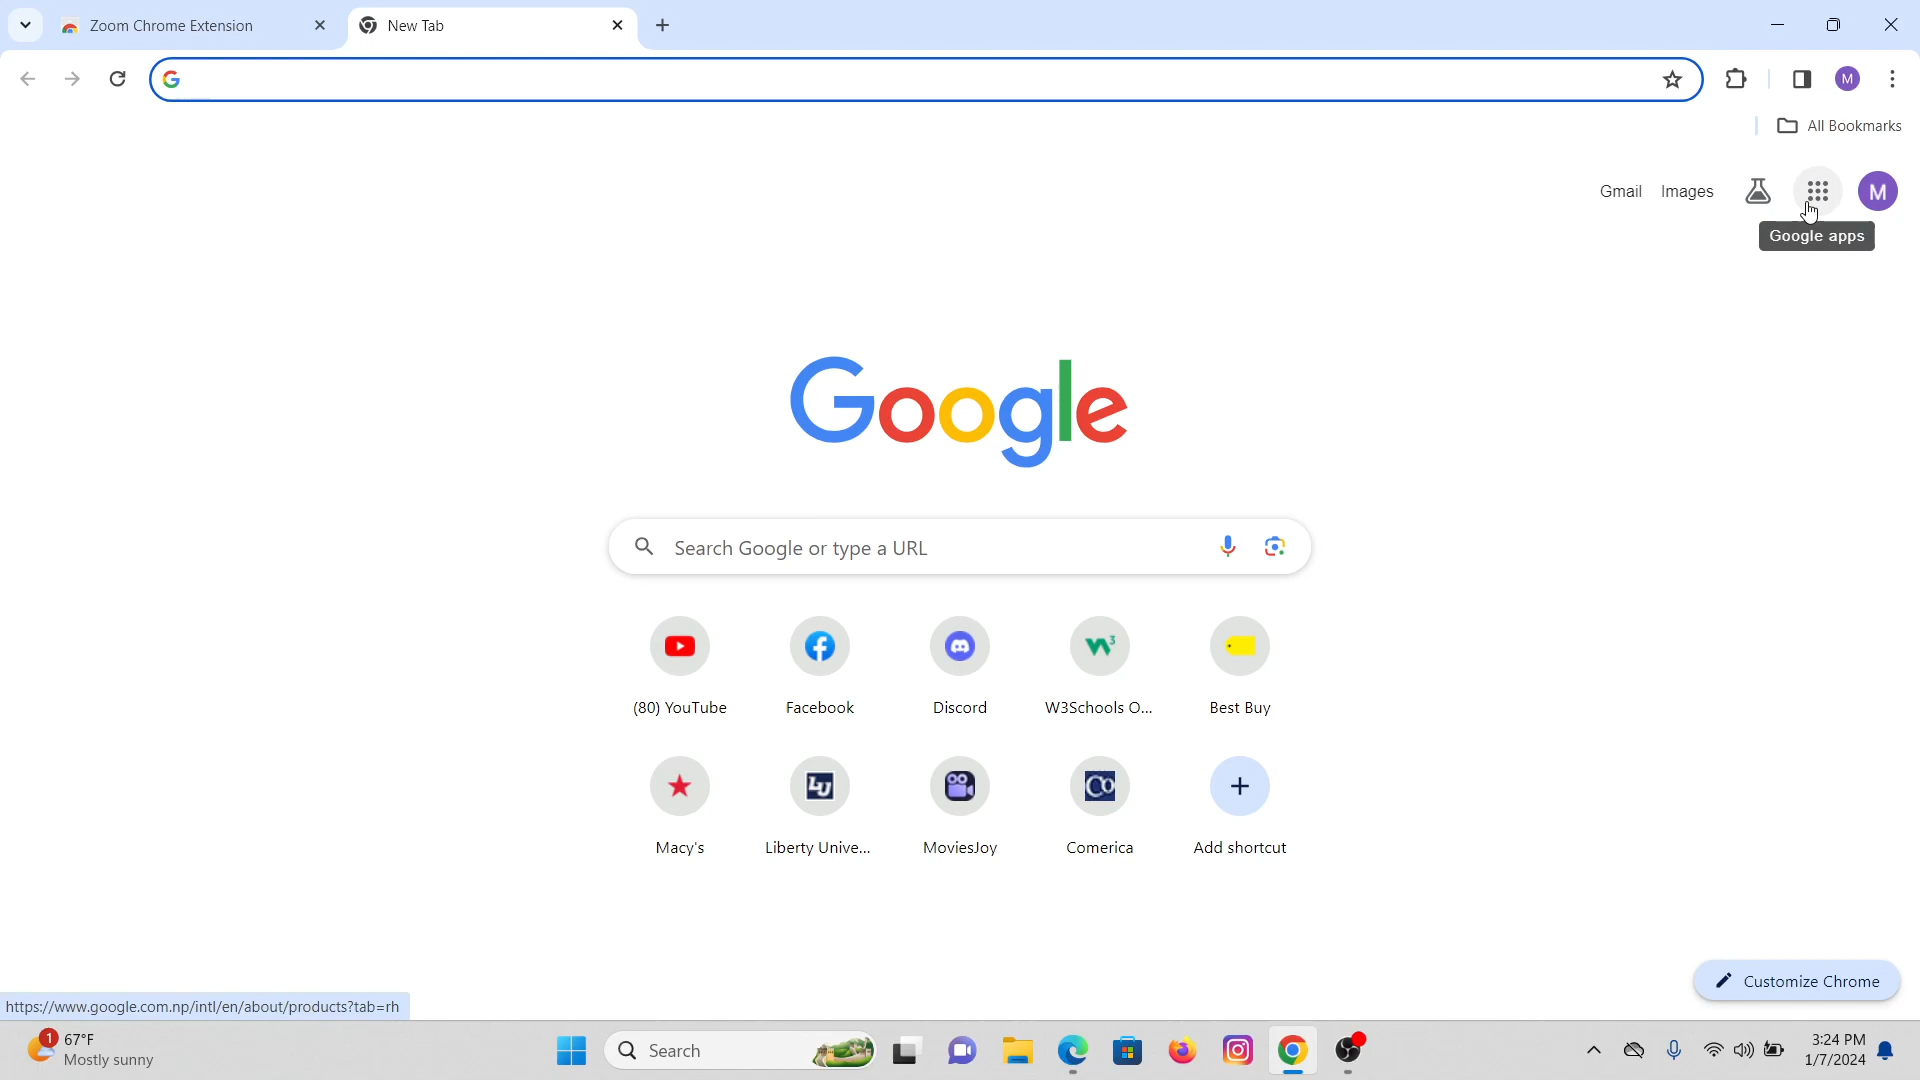 Zoom Chrome Extension
New Tab
All Bookmarks
Gmail Images
M
M
Google apps
Google
Search Google or type a URL
(80) YouTube Facebook Discord W3Schools O... Best Buy
Macy's Liberty Unive... MoviesJoy Comerica Add shortcut
Customize Chrome
https://www.google.com.np/intl/en/about/products?tab=rh
1
67°F
Mostly sunny
Search
3:24 PM
1/7/2024